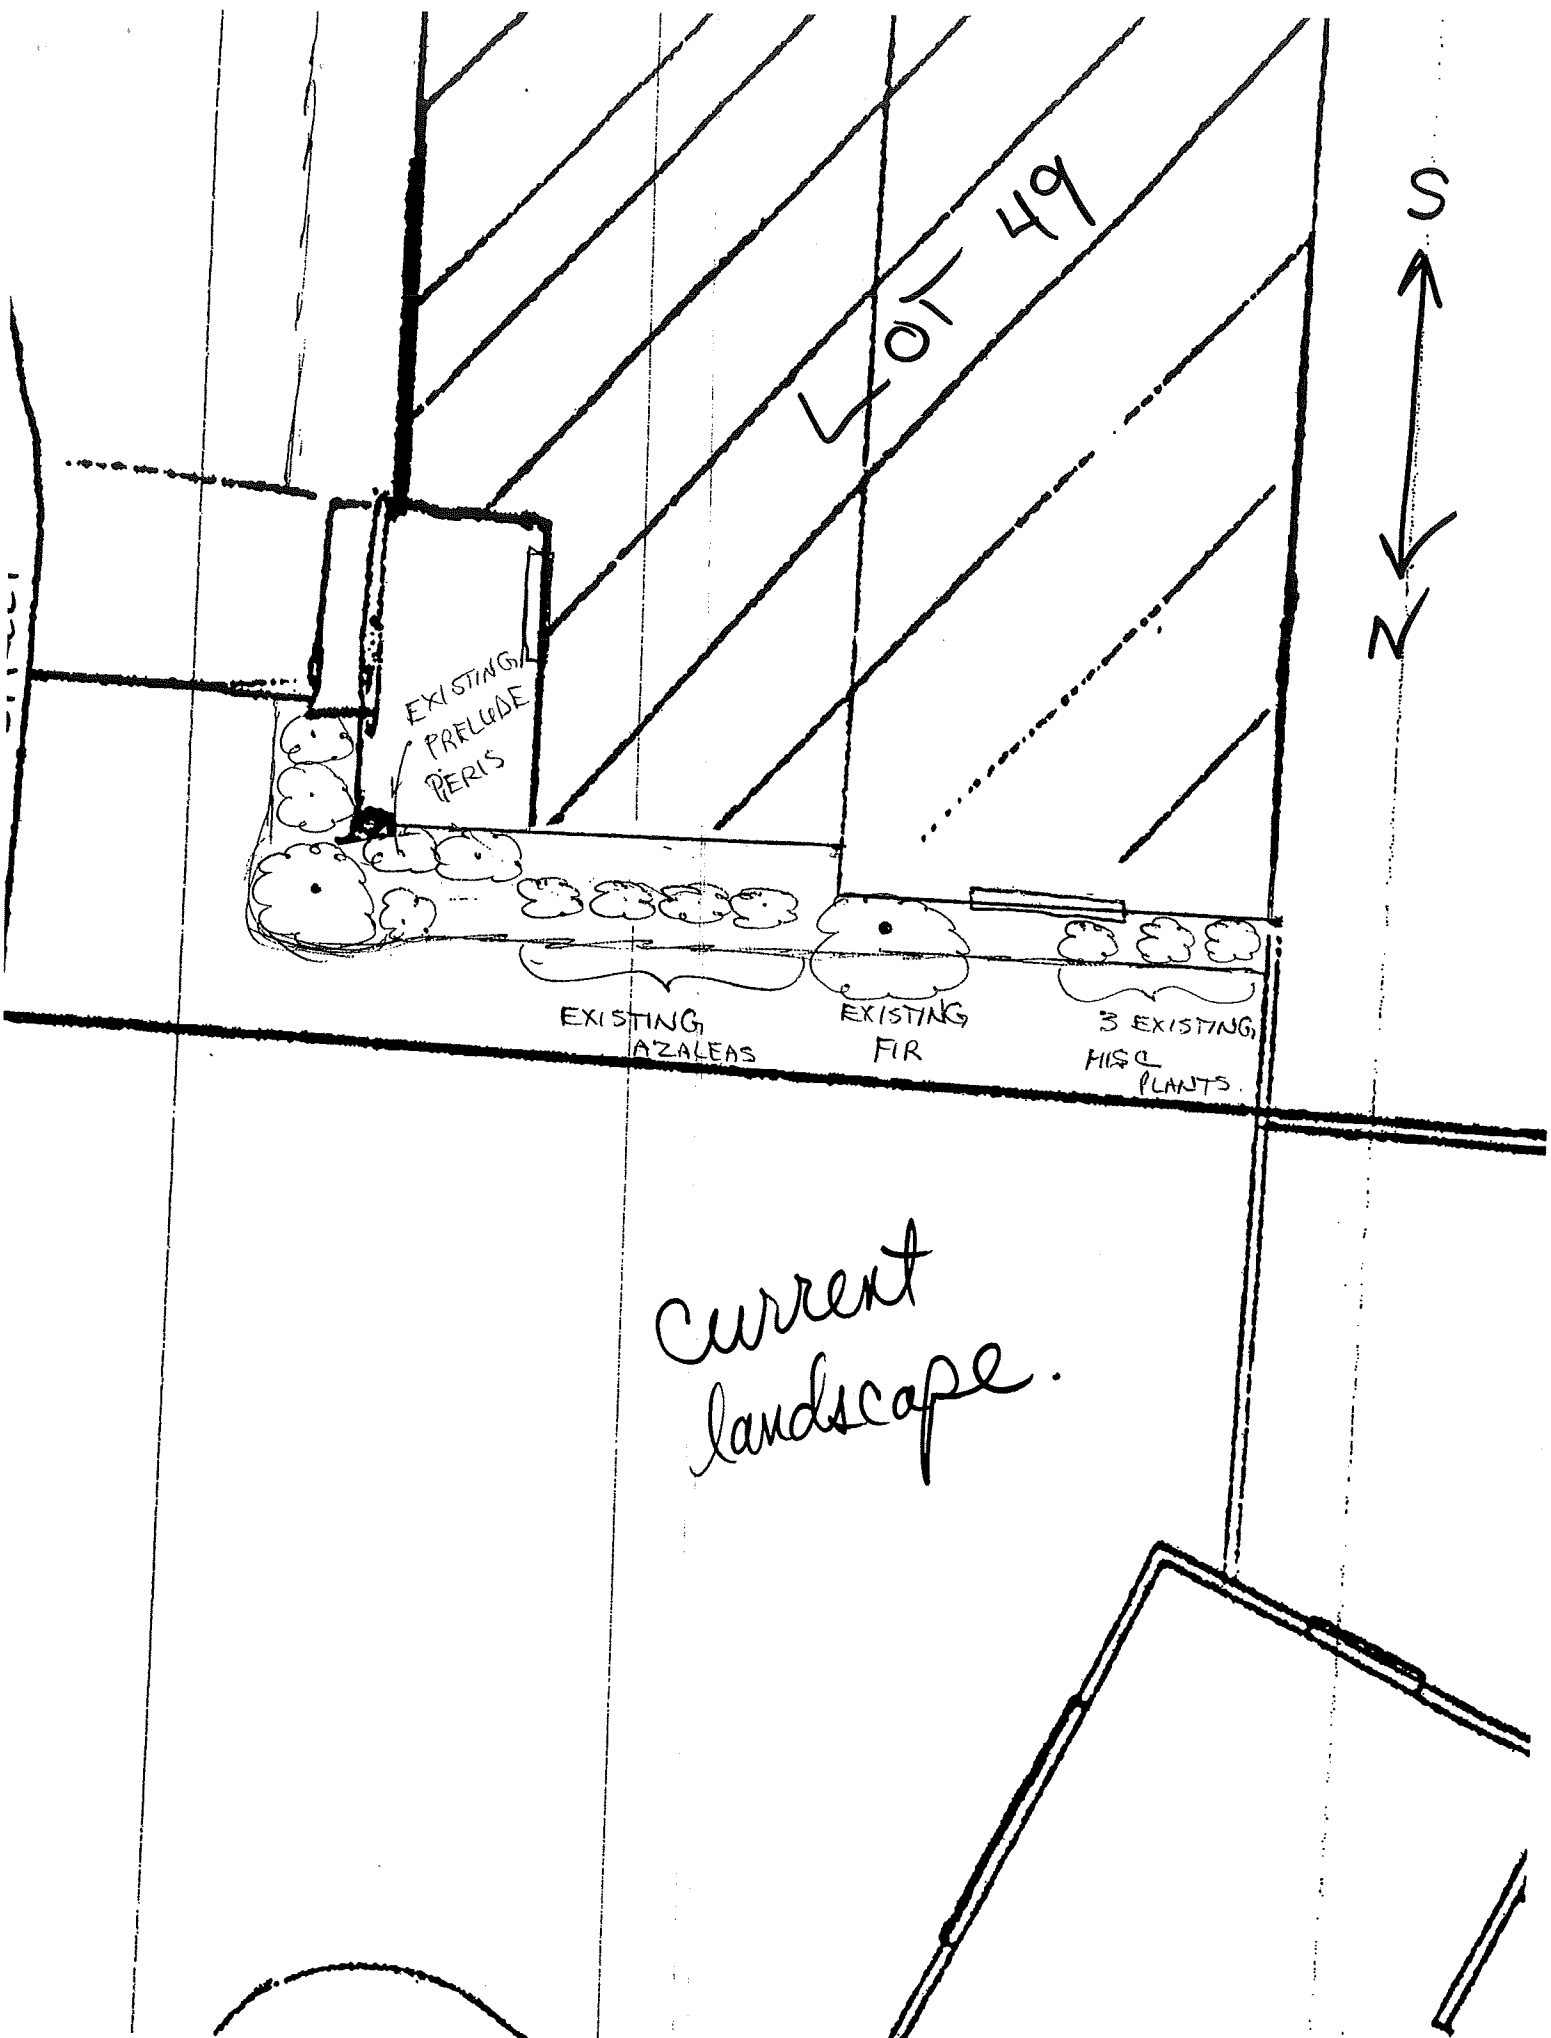 S
LOT 49
N
EXISTING
PRELUDE
PIERIS
EXISTING
AZALEAS
EXISTING
FIR
3 EXISTING
MISC
PLANTS.
current
landscape.